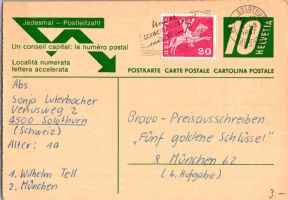 Jedesmal – Postleitzahl
Un conseil capital: le numéro postal
Località numerata
lettera accelerata
SOLOTHURN
10
HELVETIA
20
POSTKARTE CARTE POSTALE CARTOLINA POSTALE
Abs.
Sonja Luterbacher
Venusweg 2
4500 Solothurn
(Schweiz)
Alter: 14
1. Wilhelm Tell
2. München
Bravo-Preisausschreiben
"Fünf goldene Schlüssel"
8 München 62
(6. Aufgabe)
3.-